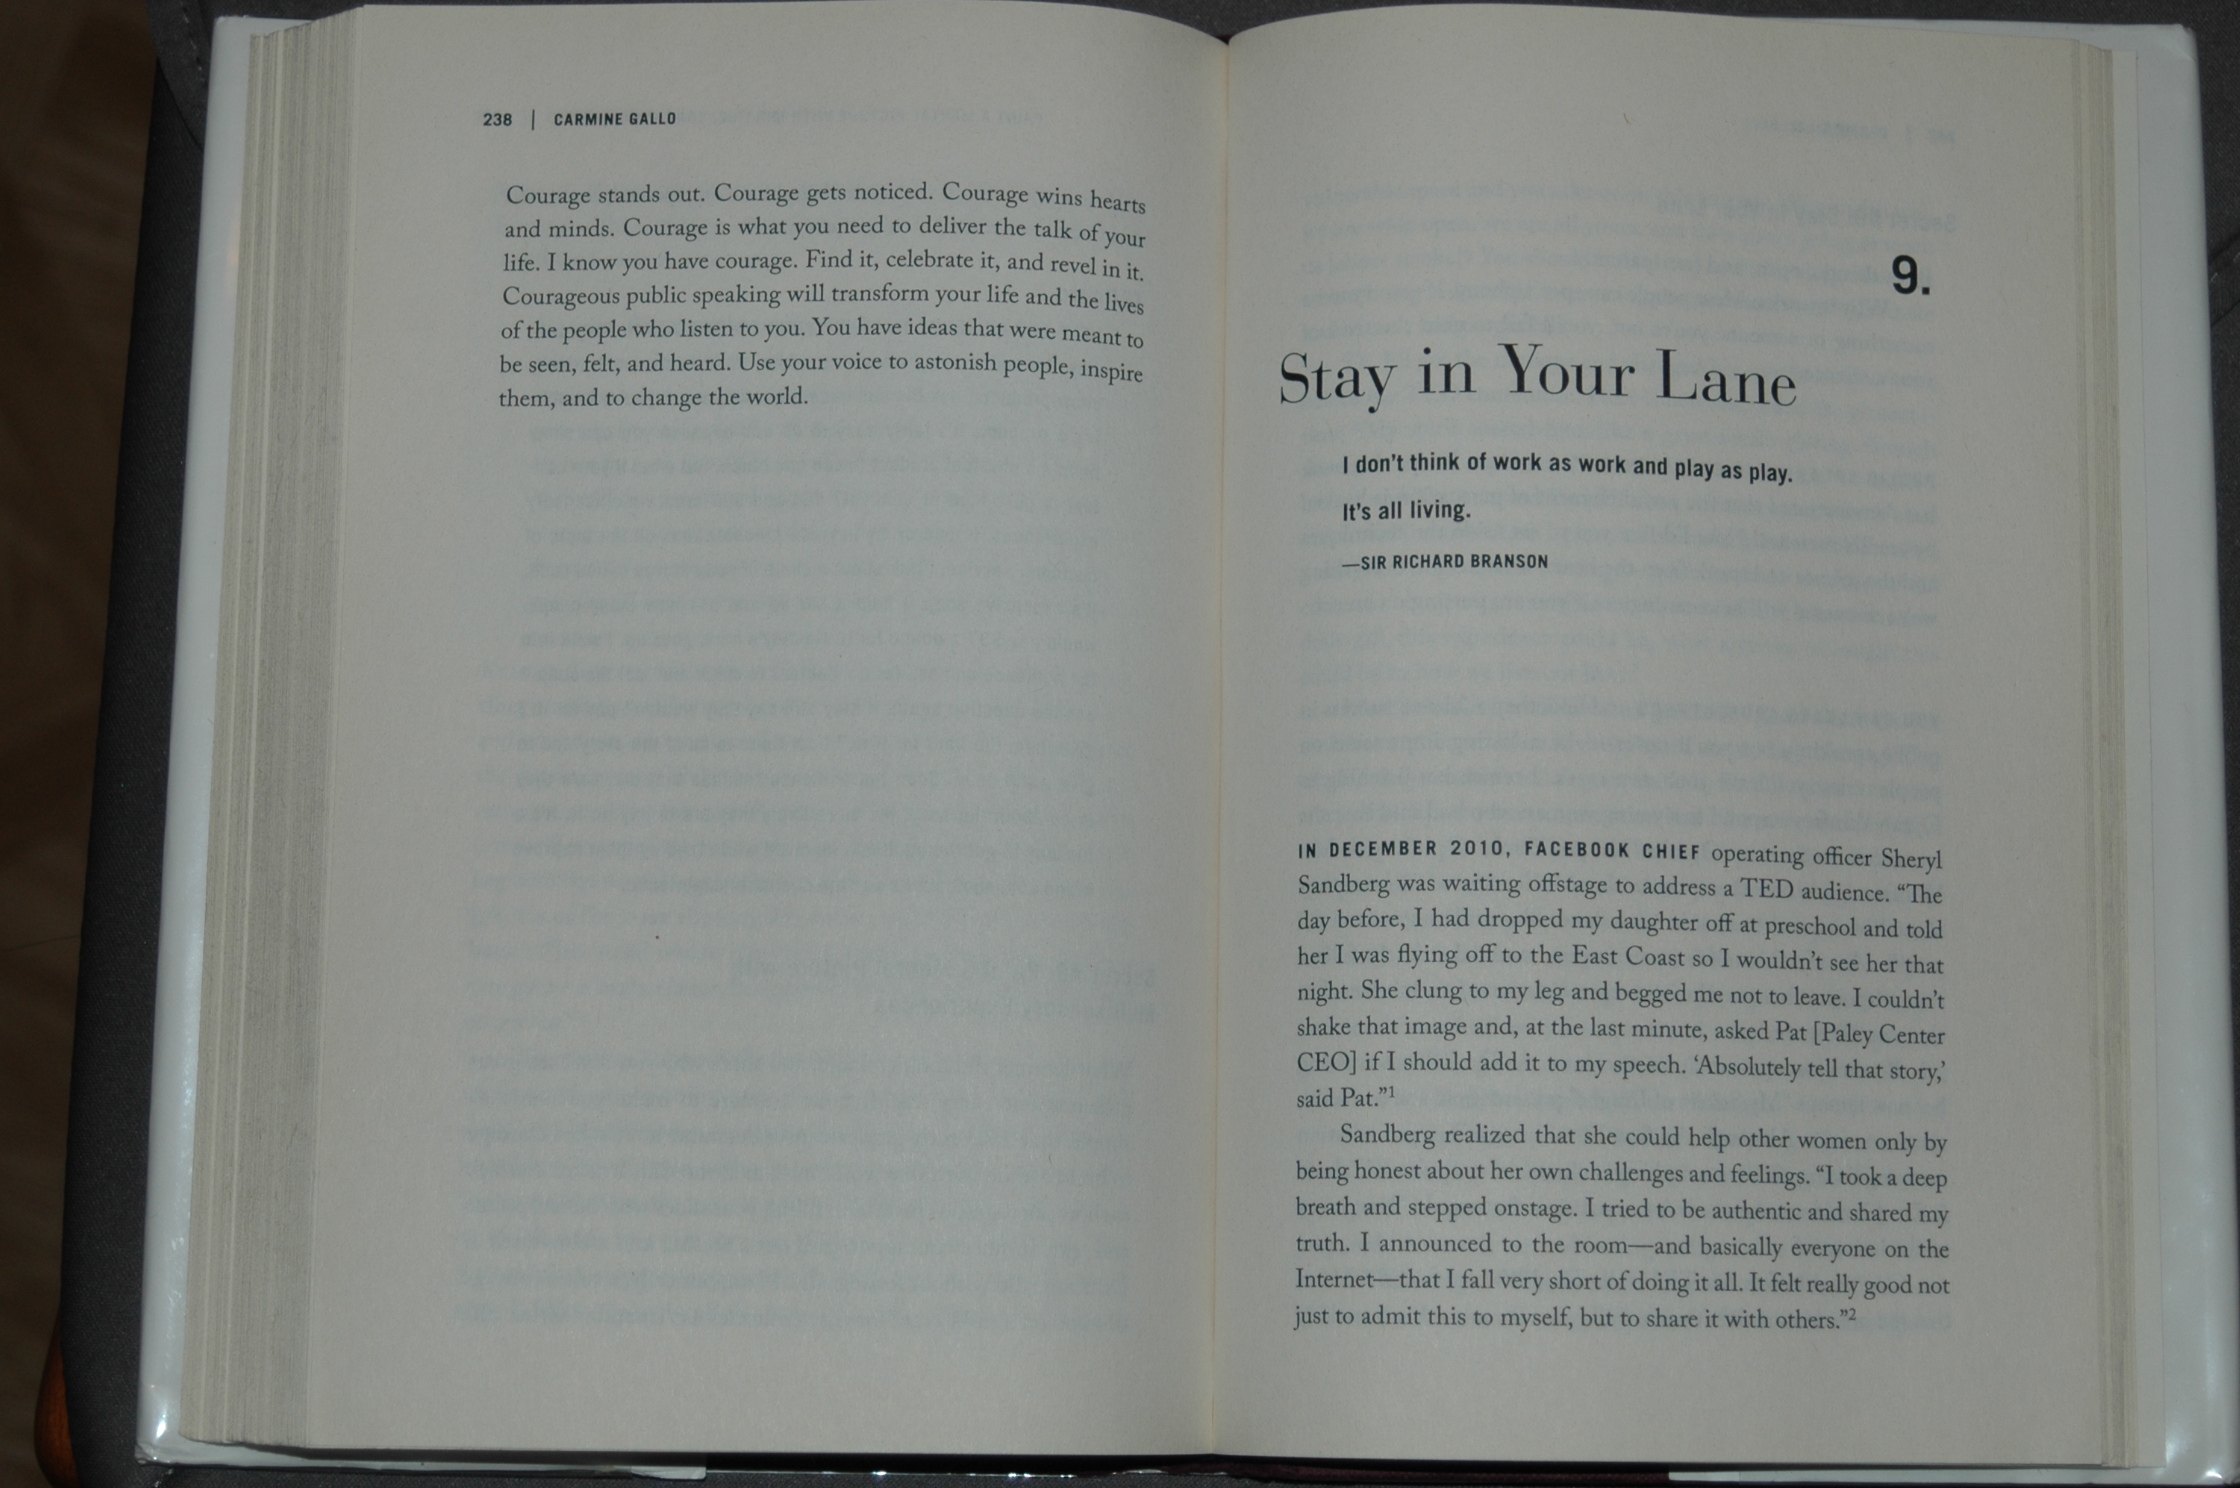 238 | CARMINE GALLO
Courage stands out. Courage gets noticed. Courage wins hearts
and minds. Courage is what you need to deliver the talk of your
life. I know you have courage. Find it, celebrate it, and revel in it.
Courageous public speaking will transform your life and the lives
of the people who listen to you. You have ideas that were meant to
be seen, felt, and heard. Use your voice to astonish people, inspire
them, and to change the world.
9.
Stay in Your Lane
I don't think of work as work and play as play.
It's all living.
—SIR RICHARD BRANSON
IN DECEMBER 2010, FACEBOOK CHIEF operating officer Sheryl
Sandberg was waiting offstage to address a TED audience. “The
day before, I had dropped my daughter off at preschool and told
her I was flying off to the East Coast so I wouldn't see her that
night. She clung to my leg and begged me not to leave. I couldn't
shake that image and, at the last minute, asked Pat [Paley Center
CEO] if I should add it to my speech. ‘Absolutely tell that story,’
said Pat.”1
Sandberg realized that she could help other women only by
being honest about her own challenges and feelings. “I took a deep
breath and stepped onstage. I tried to be authentic and shared my
truth. I announced to the room—and basically everyone on the
Internet—that I fall very short of doing it all. It felt really good not
just to admit this to myself, but to share it with others.”2